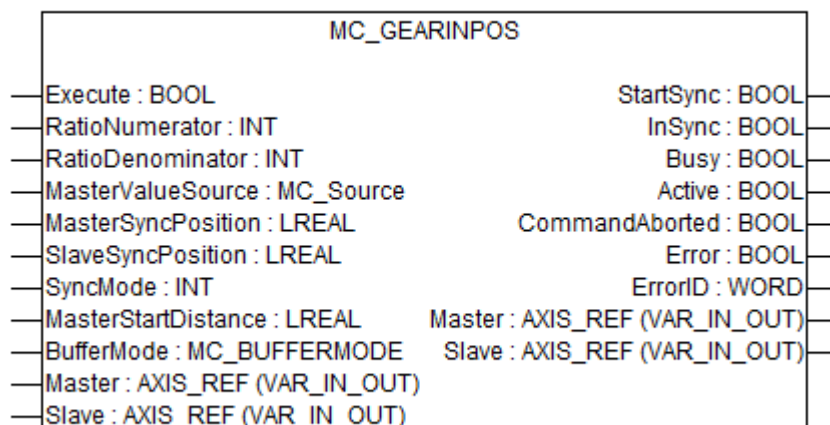 MC_GEARINPOS
Execute : BOOL StartSync : BOOL
RatioNumerator : INT InSync : BOOL
RatioDenominator : INT Busy : BOOL
MasterValueSource : MC_Source Active : BOOL
MasterSyncPosition : LREAL CommandAborted : BOOL
SlaveSyncPosition : LREAL Error : BOOL
SyncMode : INT ErrorID : WORD
MasterStartDistance : LREAL Master : AXIS_REF (VAR_IN_OUT)
BufferMode : MC_BUFFERMODE Slave : AXIS_REF (VAR_IN_OUT)
Master : AXIS_REF (VAR_IN_OUT)
Slave : AXIS_REF (VAR_IN_OUT)